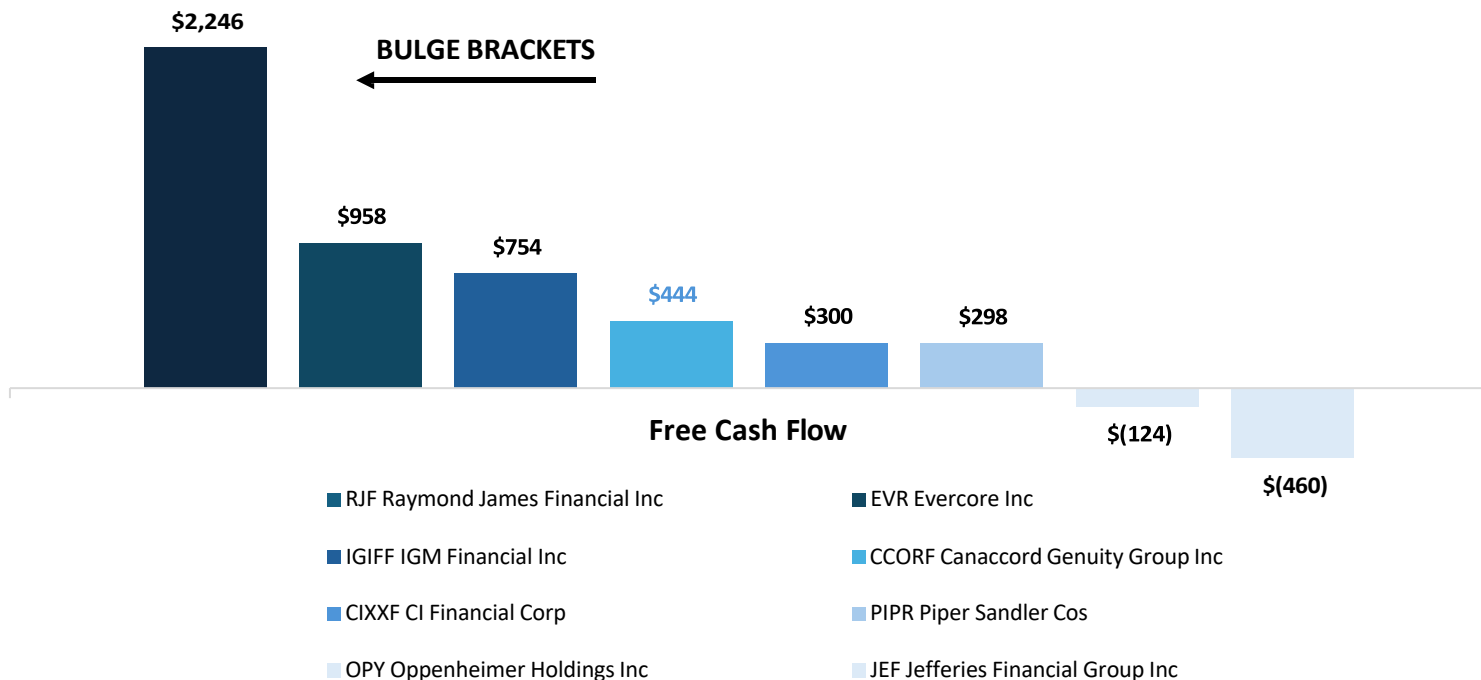 $2,246
BULGE BRACKETS
$958
$754
$444
$300
$298
Free Cash Flow
$(124)
$(460)
RJF Raymond James Financial Inc
EVR Evercore Inc
IGIFF IGM Financial Inc
CCORF Canaccord Genuity Group Inc
CIXXF CI Financial Corp
PIPR Piper Sandler Cos
OPY Oppenheimer Holdings Inc
JEF Jefferies Financial Group Inc